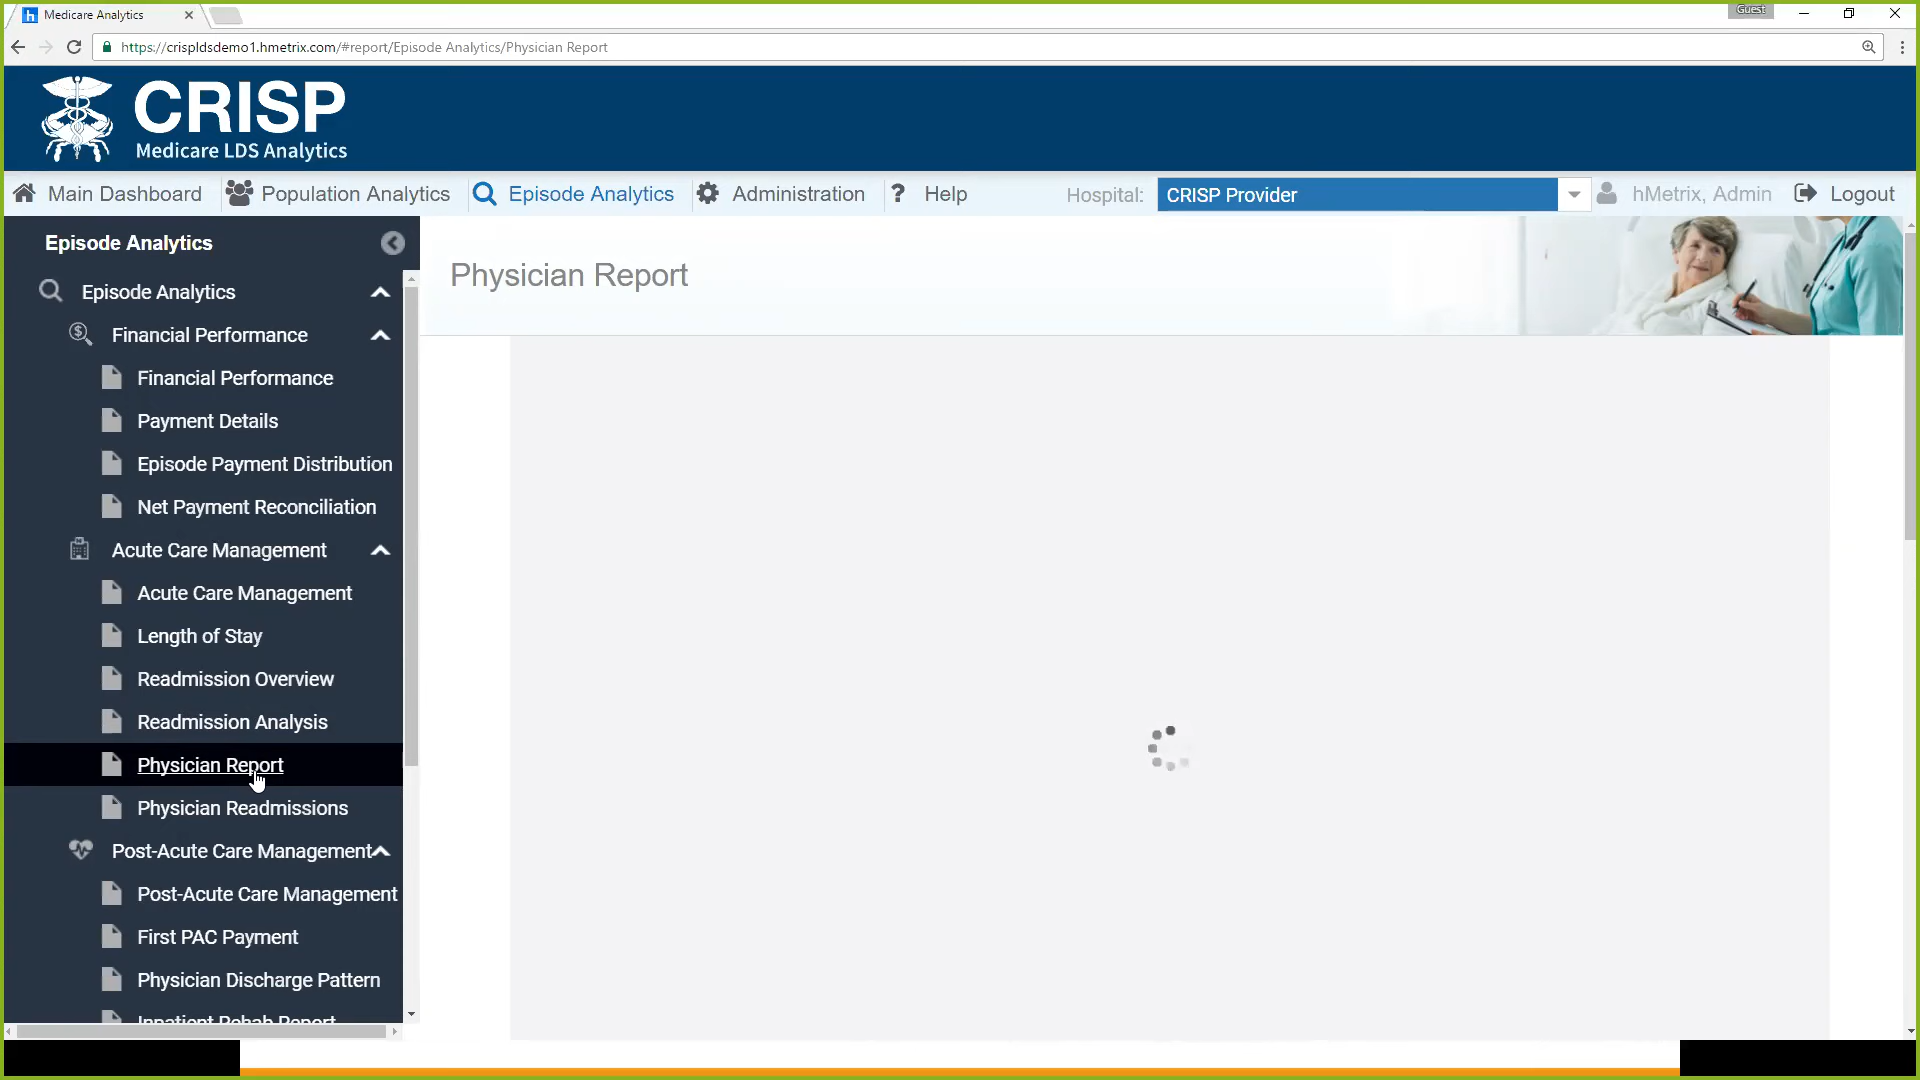 Medicare Analytics
Guest
https://crispldsdemo1.hmetrix.com/#report/Episode Analytics/Physician Report
CRISP
Medicare LDS Analytics
Main Dashboard
Population Analytics
Episode Analytics
Administration
? Help
Hospital:
CRISP Provider
hMetrix, Admin
Logout
Episode Analytics
Physician Report
Episode Analytics
Financial Performance
Financial Performance
Payment Details
Episode Payment Distribution
Net Payment Reconciliation
Acute Care Management
Acute Care Management
Length of Stay
Readmission Overview
Readmission Analysis
Physician Report
Physician Readmissions
Post-Acute Care Management
Post-Acute Care Management
First PAC Payment
Physician Discharge Pattern
Inpatient Rehab Report